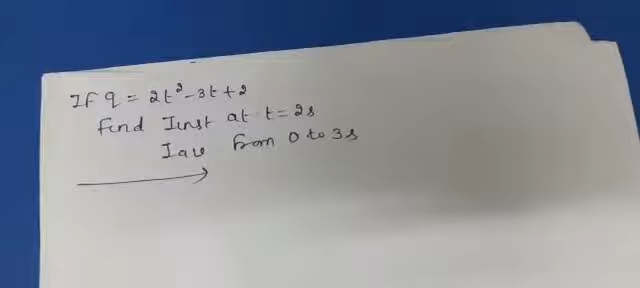 If q = 2t²-3t+2
Find Iinst at t=2s
Iav from 0 to 3s